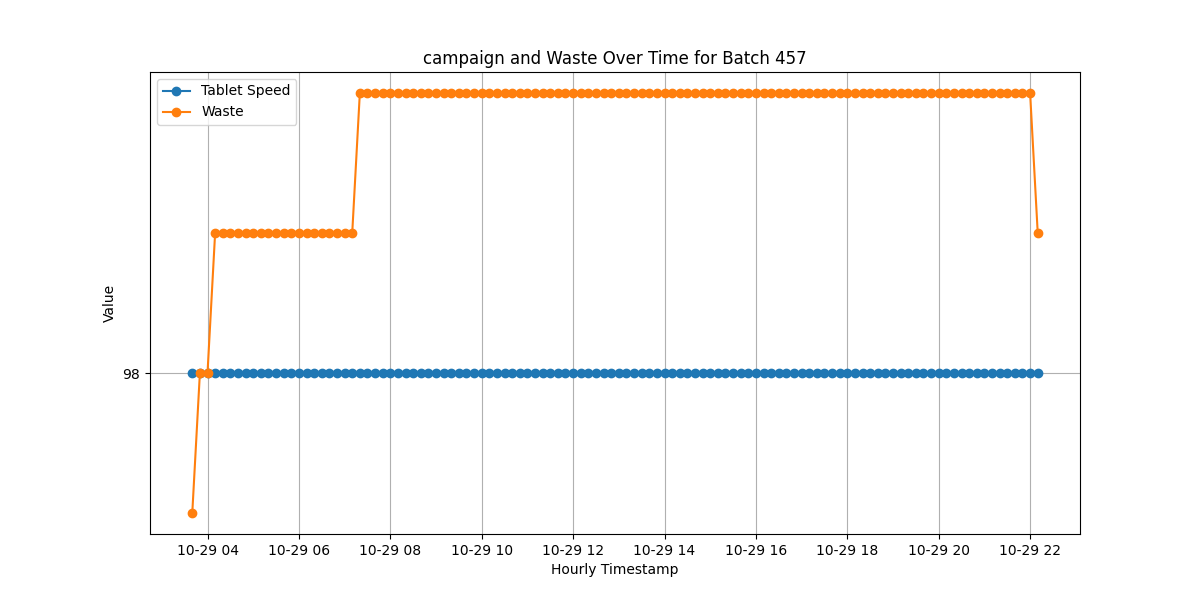 campaign and Waste Over Time for Batch 457
Tablet Speed
Waste
Value
98
10-29 04 10-29 06 10-29 08 10-29 10 10-29 12 10-29 14 10-29 16 10-29 18 10-29 20 10-29 22
Hourly Timestamp